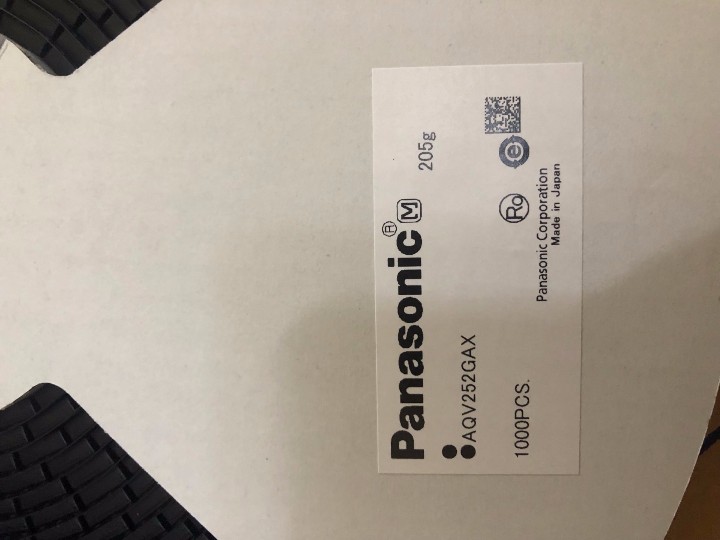 Panasonic® M
AQV252GAX 205g
1000PCS.
Ro e
Panasonic Corporation
Made in Japan